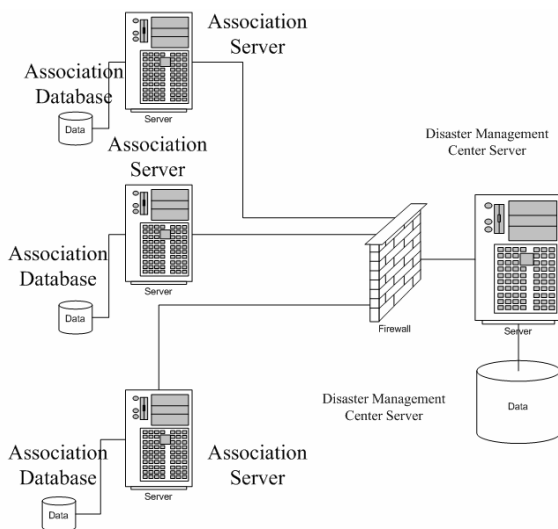 Association
Server
Association
Database
Data
Server
Association
Server
Disaster Management
Center Server
Association
Database
Data
Server
Firewall
Server
Disaster Management
Center Server
Data
Association
Database
Association
Server
Server
Data